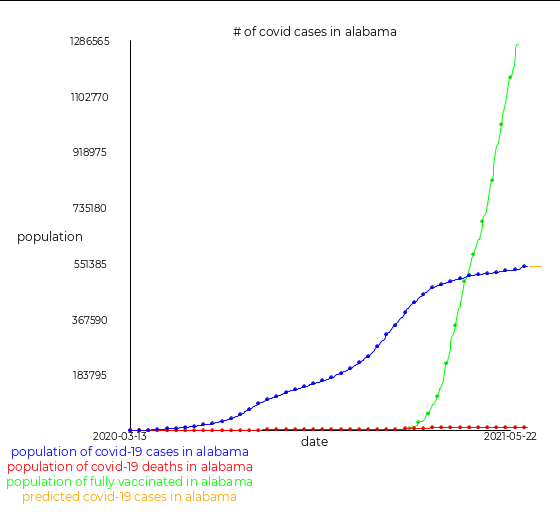 # of covid cases in alabama
1286565
1102770
918975
735180
population
551385
367590
183795
2020-03-13
date
2021-05-22
population of covid-19 cases in alabama
population of covid-19 deaths in alabama
population of fully vaccinated in alabama
predicted covid-19 cases in alabama